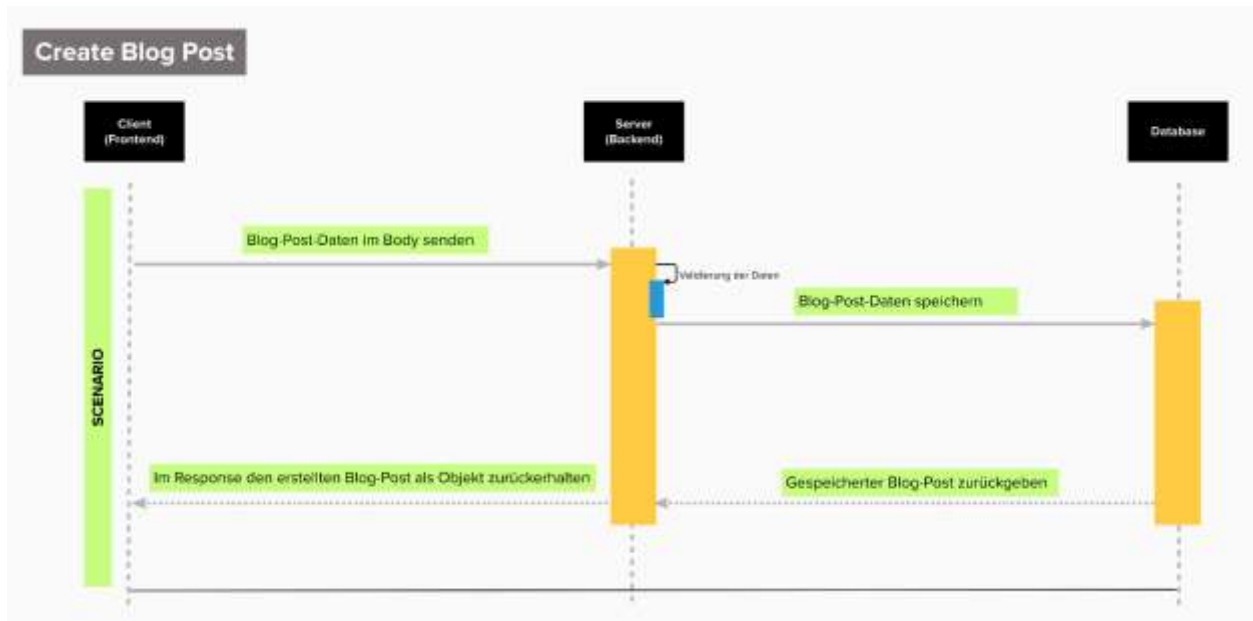 Create Blog Post
Client
(Frontend)
Server
(Backend)
Database
Blog-Post-Daten im Body senden
Validierung der Daten
Blog-Post-Daten speichern
SCENARIO
Im Response den erstellten Blog-Post als Objekt zurückerhalten
Gespeicherter Blog-Post zurückgeben